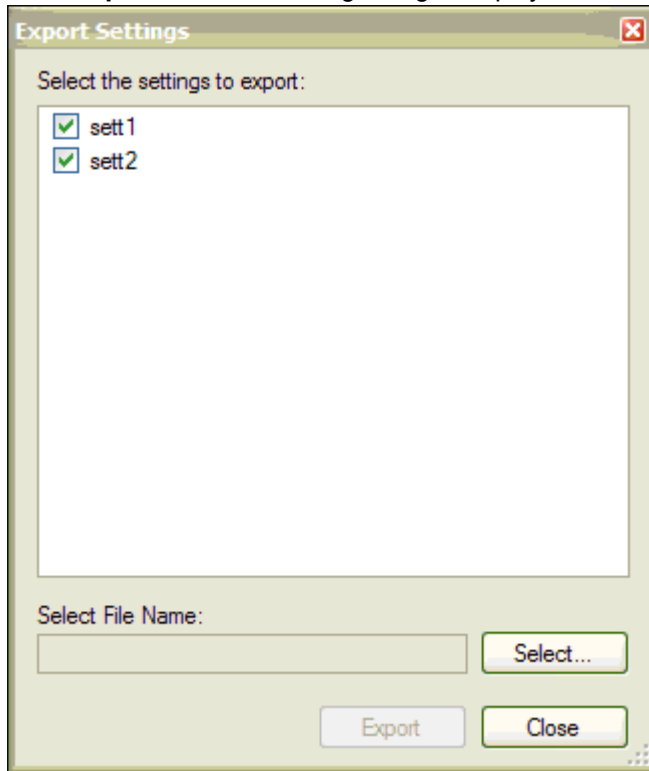 Export Settings
Select the settings to export:
sett1
sett2
Select File Name:
Select...
Export
Close